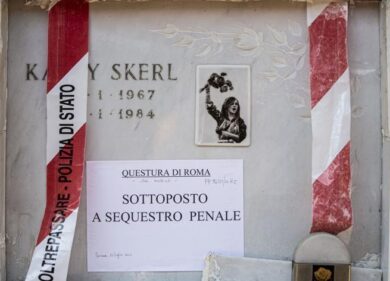 KA Y SKERL
1 · 1967
1 · 1984
OLTREPASSARE - POLIZIA DI STATO
QUESTURA DI ROMA
SOTTOPOSTO
A SEQUESTRO PENALE